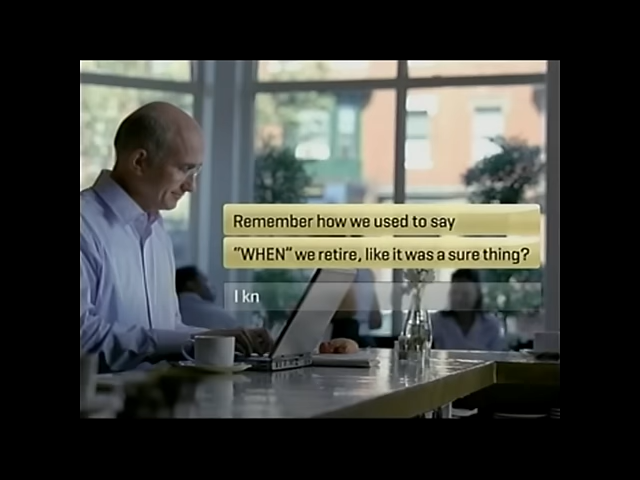 Remember how we used to say
“WHEN“ we retire, like it was a sure thing?
I kn